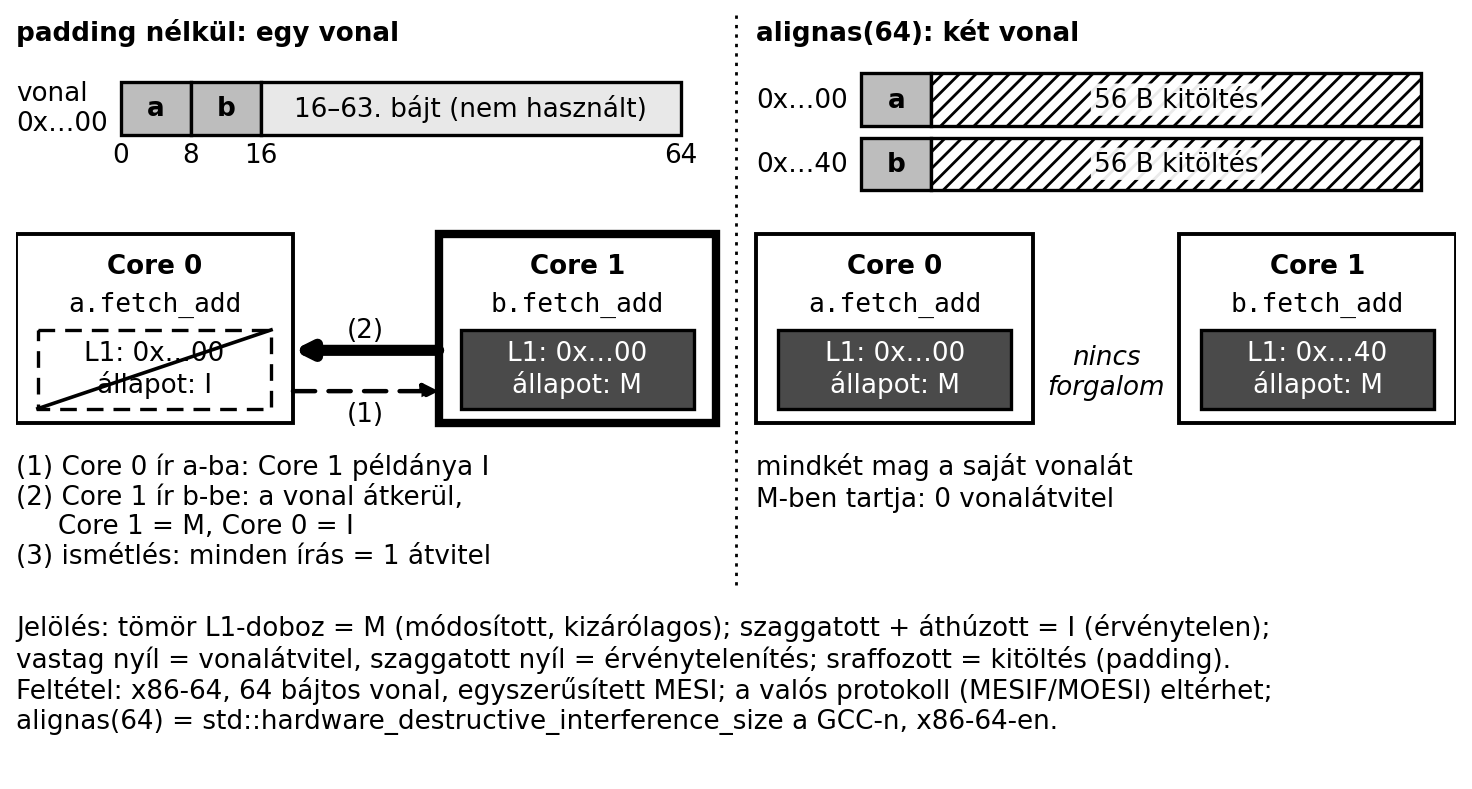 padding nélkül: egy vonal
vonal
0x…00
a
b
16–63. bájt (nem használt)
0
8
16
64
Core 0
a.fetch_add
L1: 0x…00
állapot: I
(2)
(1)
Core 1
b.fetch_add
L1: 0x…00
állapot: M
(1) Core 0 ír a-ba: Core 1 példánya I
(2) Core 1 ír b-be: a vonal átkerül,
Core 1 = M, Core 0 = I
(3) ismétlés: minden írás = 1 átvitel
alignas(64): két vonal
0x…00
a
56 B kitöltés
0x…40
b
56 B kitöltés
Core 0
a.fetch_add
L1: 0x…00
állapot: M
nincs
forgalom
Core 1
b.fetch_add
L1: 0x…40
állapot: M
mindkét mag a saját vonalát
M-ben tartja: 0 vonalátvitel
Jelölés: tömör L1-doboz = M (módosított, kizárólagos); szaggatott + áthúzott = I (érvénytelen);
vastag nyíl = vonalátvitel, szaggatott nyíl = érvénytelenítés; sraffozott = kitöltés (padding).
Feltétel: x86-64, 64 bájtos vonal, egyszerűsített MESI; a valós protokoll (MESIF/MOESI) eltérhet;
alignas(64) = std::hardware_destructive_interference_size a GCC-n, x86-64-en.